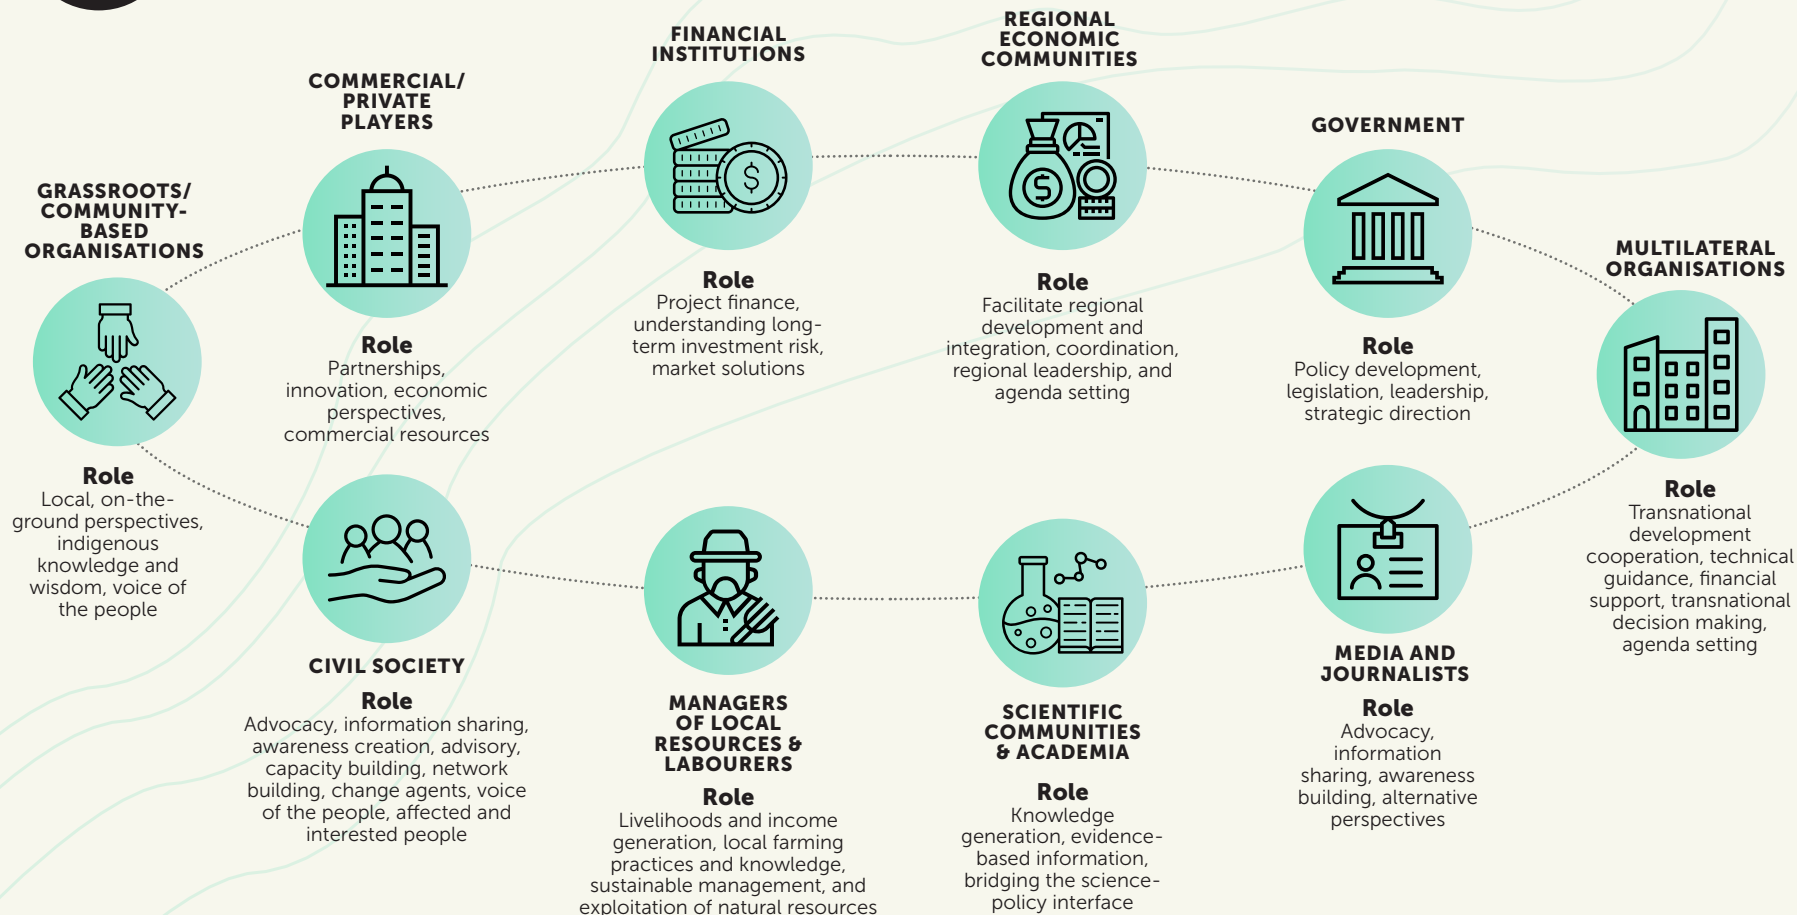 GRASSROOTS/
COMMUNITY-
BASED
ORGANISATIONS
Role
Local, on-the-
ground perspectives,
indigenous
knowledge and
wisdom, voice of
the people
COMMERCIAL/
PRIVATE
PLAYERS
Role
Partnerships,
innovation, economic
perspectives,
commercial resources
FINANCIAL
INSTITUTIONS
$
Role
Project finance,
understanding long-
term investment risk,
market solutions
REGIONAL
ECONOMIC
COMMUNITIES
$
Role
Facilitate regional
development and
integration, coordination,
regional leadership, and
agenda setting
GOVERNMENT
Role
Policy development,
legislation, leadership,
strategic direction
MULTILATERAL
ORGANISATIONS
Role
Transnational
development
cooperation, technical
guidance, financial
support, transnational
decision making,
agenda setting
CIVIL SOCIETY
Role
Advocacy, information sharing,
awareness creation, advisory,
capacity building, network
building, change agents, voice
of the people, affected and
interested people
MANAGERS
OF LOCAL
RESOURCES &
LABOURERS
Role
Livelihoods and income
generation, local farming
practices and knowledge,
sustainable management, and
exploitation of natural resources
SCIENTIFIC
COMMUNITIES
& ACADEMIA
Role
Knowledge
generation, evidence-
based information,
bridging the science-
policy interface
MEDIA AND
JOURNALISTS
Role
Advocacy,
information
sharing, awareness
building, alternative
perspectives